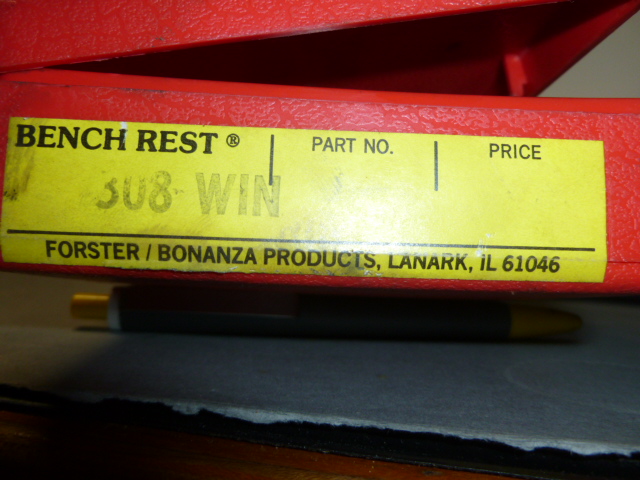 BENCH REST ® PART NO. PRICE
308 WIN
FORSTER / BONANZA PRODUCTS, LANARK, IL 61046